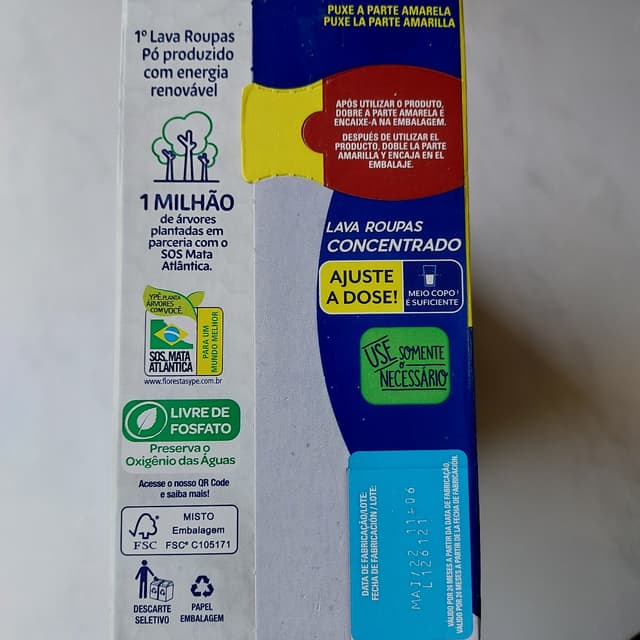 PUXE A PARTE AMARELA
PUXE LA PARTE AMARILLA
1º Lava Roupas
Pó produzido
com energia
renovável
APÓS UTILIZAR O PRODUTO,
DOBRE A PARTE AMARELA E
ENCAIXE-A NA EMBALAGEM.
DESPUÉS DE UTILIZAR EL
PRODUCTO, DOBLE LA PARTE
AMARILLA Y ENCAJA EN EL
EMBALAJE.
1 MILHÃO
de árvores
plantadas em
parceria com o
SOS Mata
Atlântica.
LAVA ROUPAS
CONCENTRADO
AJUSTE
A DOSE!
MEIO COPO
É SUFICIENTE
YPÊ PLANTA
ÁRVORES
COM VOCÊ.
SOS MATA
ATLÂNTICA
PARA UM
MUNDO MELHOR
www.florestasype.com.br
USE SOMENTE
O
NECESSÁRIO
LIVRE DE
FOSFATO
Preserva o
Oxigênio das Águas
Acesse o nosso QR Code
e saiba mais!
FSC
MISTO
Embalagem
FSC® C105171
DESCARTE
SELETIVO
PAPEL
EMBALAGEM
DATA DE FABRICAÇÃO/LOTE:
FECHA DE FABRICACIÓN / LOTE:
MAI/22 11:06
L126121
VÁLIDO POR 24 MESES A PARTIR DA DATA DE FABRICAÇÃO.
VÁLIDO POR 24 MESES A PARTIR DE LA FECHA DE FABRICACIÓN.